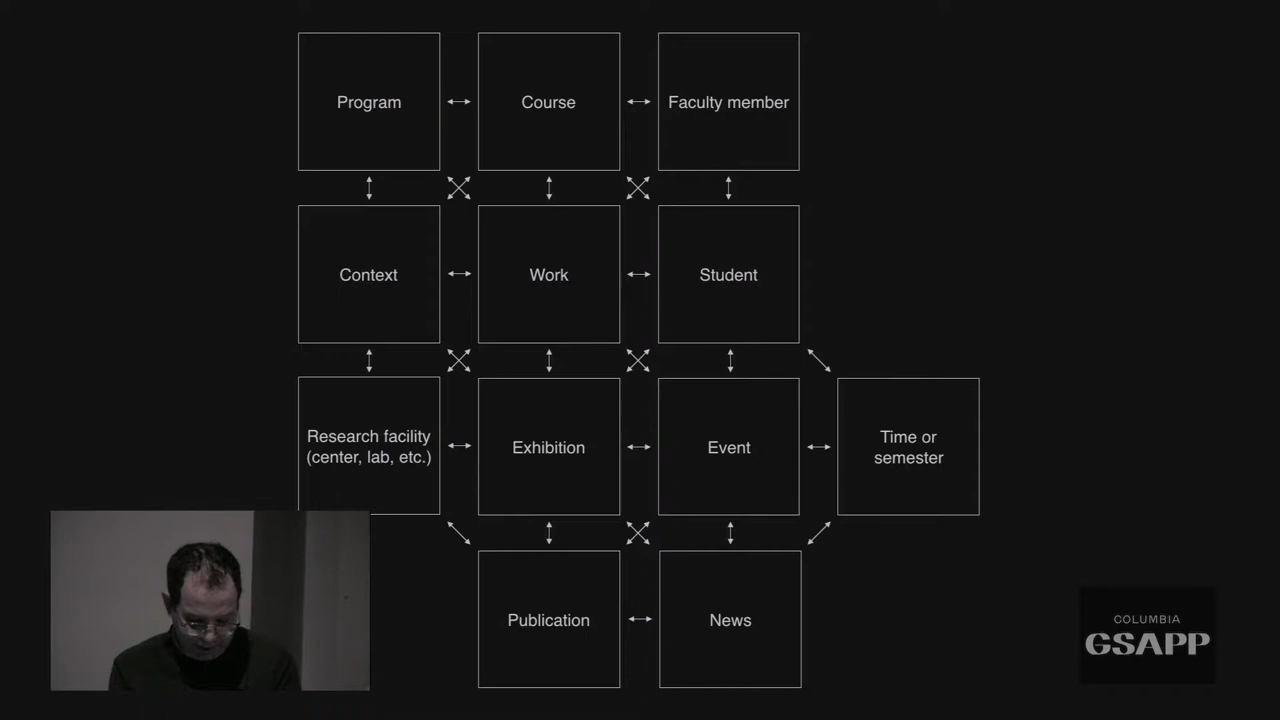 Program
Course
Faculty member
Context
Work
Student
Research facility
(center, lab, etc.)
Exhibition
Event
Time or
semester
Publication
News
COLUMBIA
GSAPP